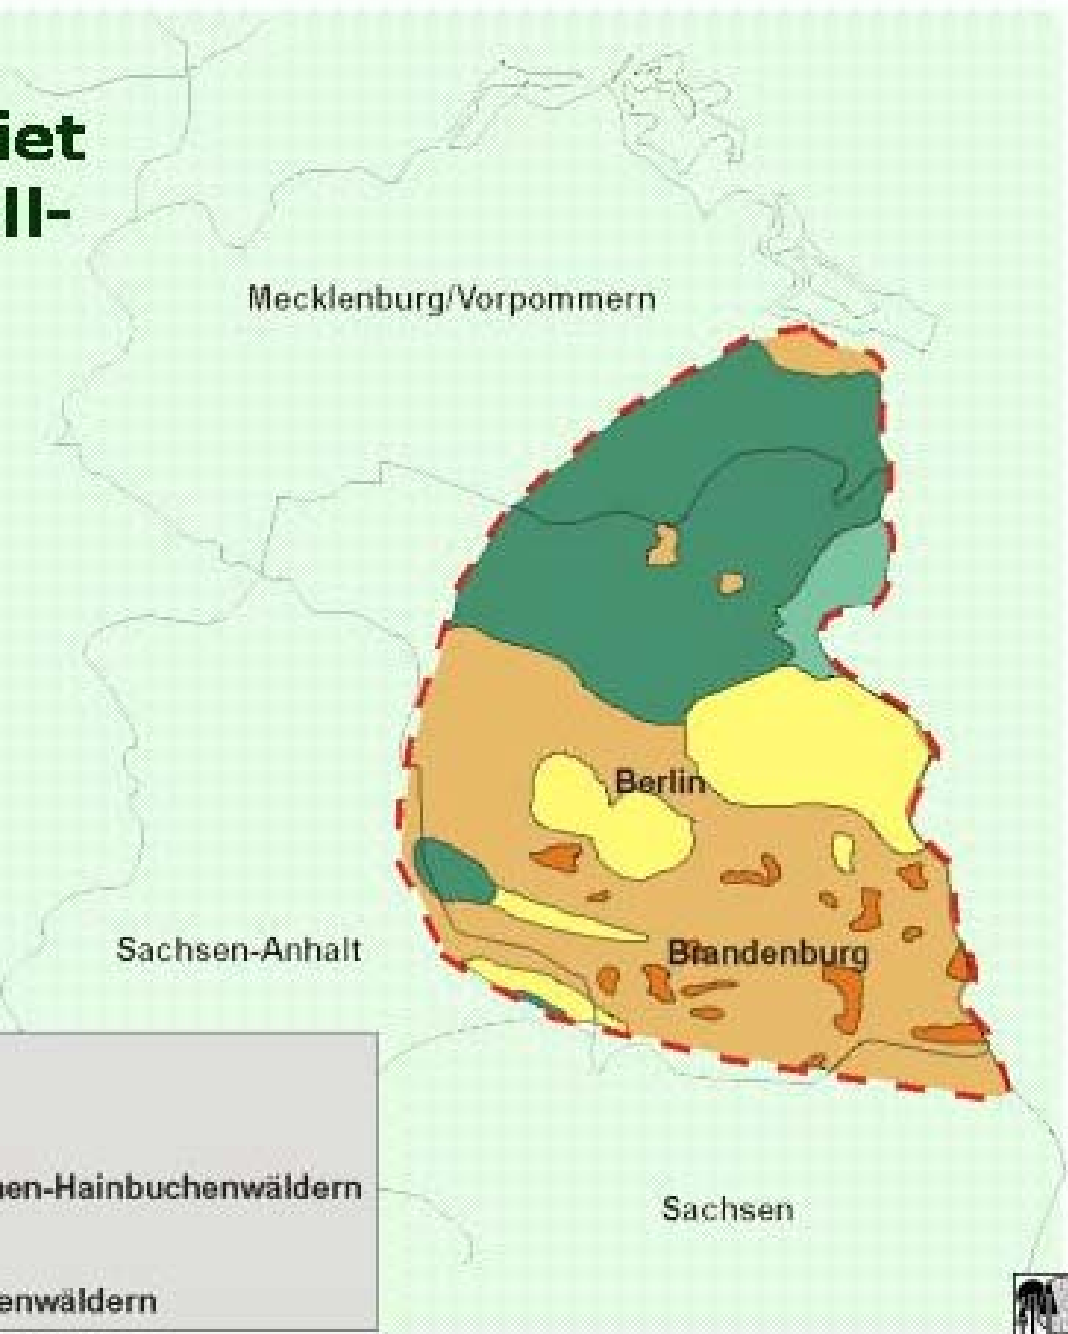 iet
ll-
Mecklenburg/Vorpommern
Berlin
Brandenburg
Sachsen-Anhalt
en-Hainbuchenwäldern
Sachsen
enwäldern